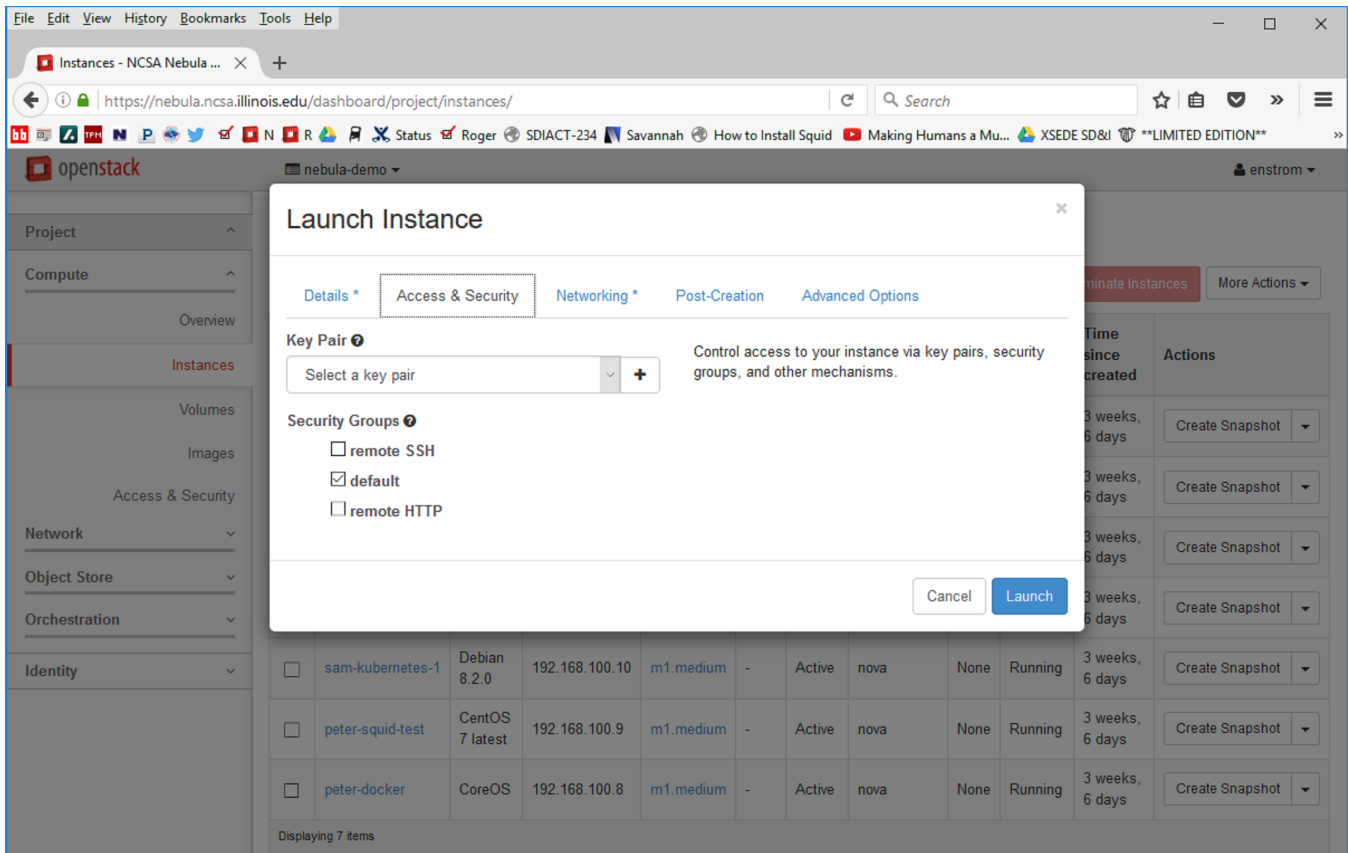 File Edit View History Bookmarks Tools Help
Instances - NCSA Nebula ...
https://nebula.ncsa.illinois.edu/dashboard/project/instances/
Search
bb TPM N P N R Status Roger SDIACT-234 Savannah How to Install Squid Making Humans a Mu... XSEDE SD&I **LIMITED EDITION** »
openstack nebula-demo enstrom
Launch Instance ×
Project
Compute
Overview
Instances
Volumes
Images
Access & Security
Network
Object Store
Orchestration
Identity
Details * Access & Security Networking * Post-Creation Advanced Options
Key Pair
Select a key pair +
Control access to your instance via key pairs, security
groups, and other mechanisms.
Security Groups
remote SSH
default
remote HTTP
Cancel Launch
minate Instances More Actions
Time
since
created
Actions
3 weeks,
6 days
Create Snapshot
3 weeks,
6 days
Create Snapshot
3 weeks,
6 days
Create Snapshot
3 weeks,
6 days
Create Snapshot
sam-kubernetes-1 Debian 8.2.0 192.168.100.10 m1.medium - Active nova None Running 3 weeks, 6 days Create Snapshot
peter-squid-test CentOS 7 latest 192.168.100.9 m1.medium - Active nova None Running 3 weeks, 6 days Create Snapshot
peter-docker CoreOS 192.168.100.8 m1.medium - Active nova None Running 3 weeks, 6 days Create Snapshot
Displaying 7 items